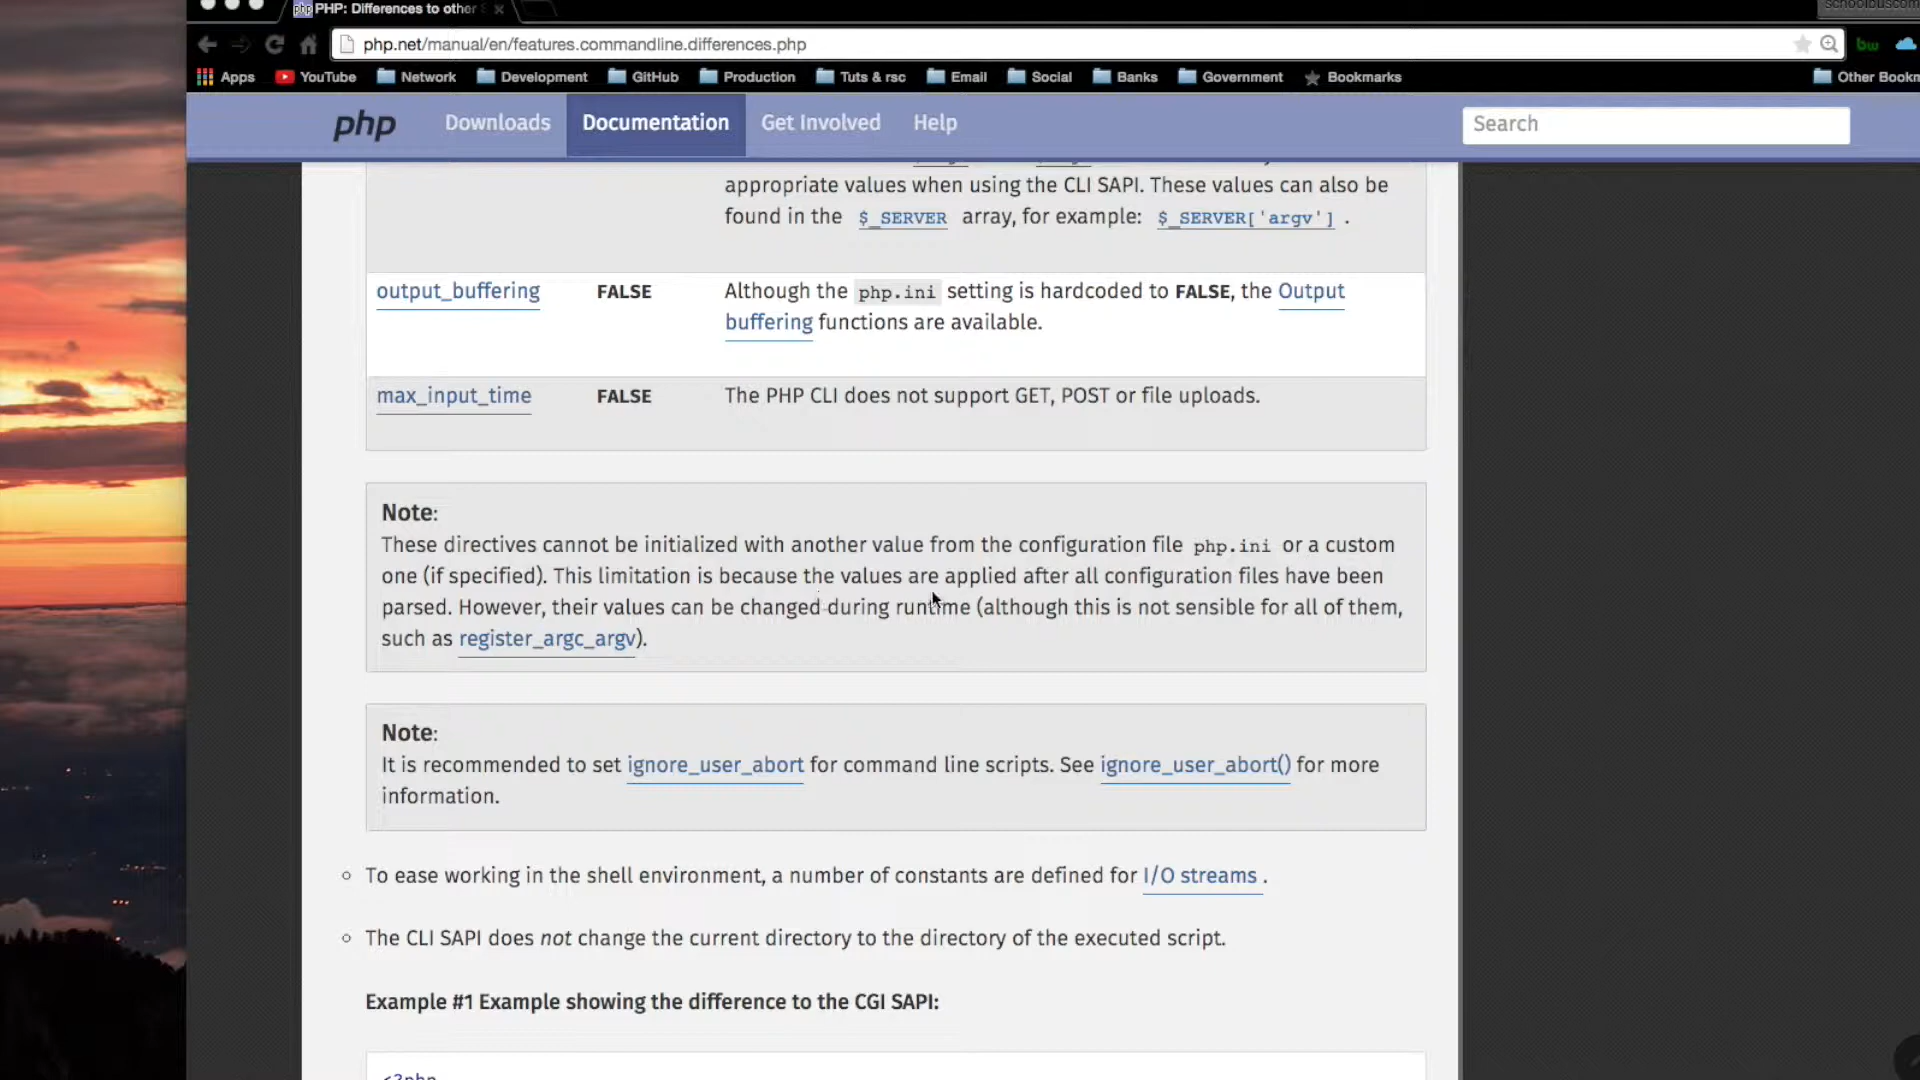 PHP: Differences to other
php.net/manual/en/features.commandline.differences.php
bw
Apps YouTube Network Development GitHub Production Tuts & rsc Email Social Banks Government Bookmarks Other Bookm
php Downloads Documentation Get Involved Help Search
appropriate values when using the CLI SAPI. These values can also be
found in the $_SERVER array, for example: $_SERVER['argv'] .
output_buffering FALSE Although the php.ini setting is hardcoded to FALSE, the Output
buffering functions are available.
max_input_time FALSE The PHP CLI does not support GET, POST or file uploads.
Note:
These directives cannot be initialized with another value from the configuration file php.ini or a custom
one (if specified). This limitation is because the values are applied after all configuration files have been
parsed. However, their values can be changed during runtime (although this is not sensible for all of them,
such as register_argc_argv).
Note:
It is recommended to set ignore_user_abort for command line scripts. See ignore_user_abort() for more
information.
To ease working in the shell environment, a number of constants are defined for I/O streams .
The CLI SAPI does not change the current directory to the directory of the executed script.
Example #1 Example showing the difference to the CGI SAPI:
<?php